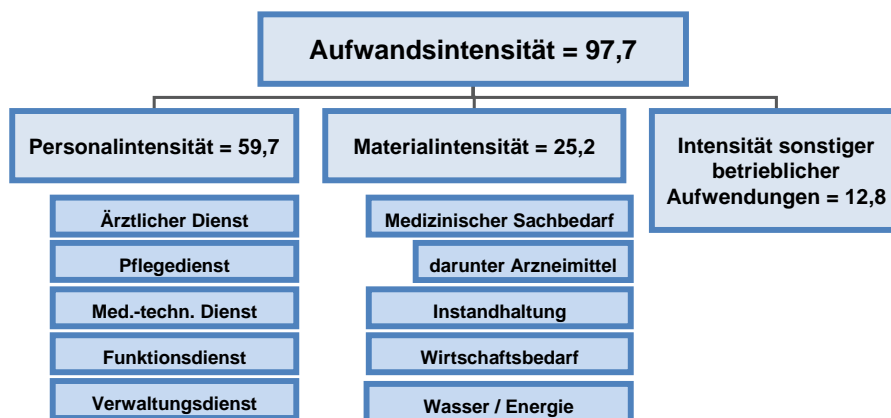 Aufwandsintensität = 97,7
Personalintensität = 59,7
Materialintensität = 25,2
Intensität sonstiger
betrieblicher
Aufwendungen = 12,8
Ärztlicher Dienst
Pflegedienst
Med.-techn. Dienst
Funktionsdienst
Verwaltungsdienst
Medizinischer Sachbedarf
darunter Arzneimittel
Instandhaltung
Wirtschaftsbedarf
Wasser / Energie